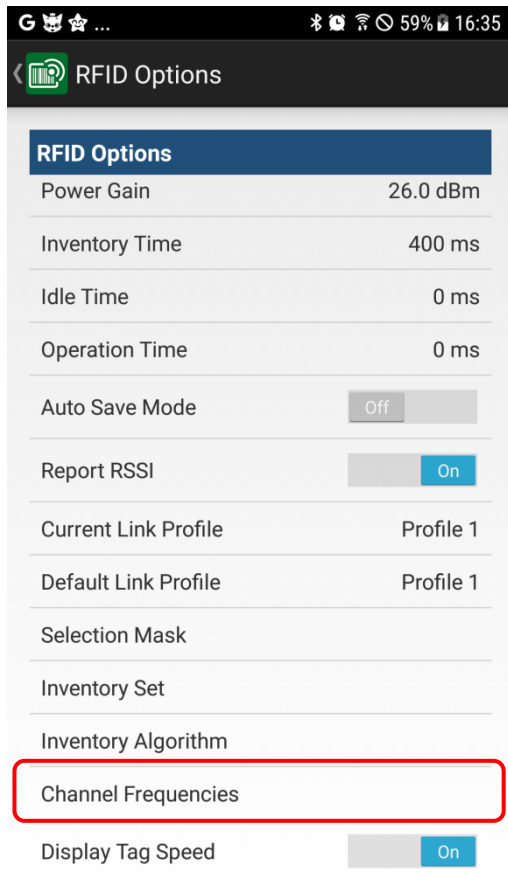 G ... 59% 16:35
RFID Options
RFID Options
Power Gain 26.0 dBm
Inventory Time 400 ms
Idle Time 0 ms
Operation Time 0 ms
Auto Save Mode Off
Report RSSI On
Current Link Profile Profile 1
Default Link Profile Profile 1
Selection Mask
Inventory Set
Inventory Algorithm
Channel Frequencies
Display Tag Speed On